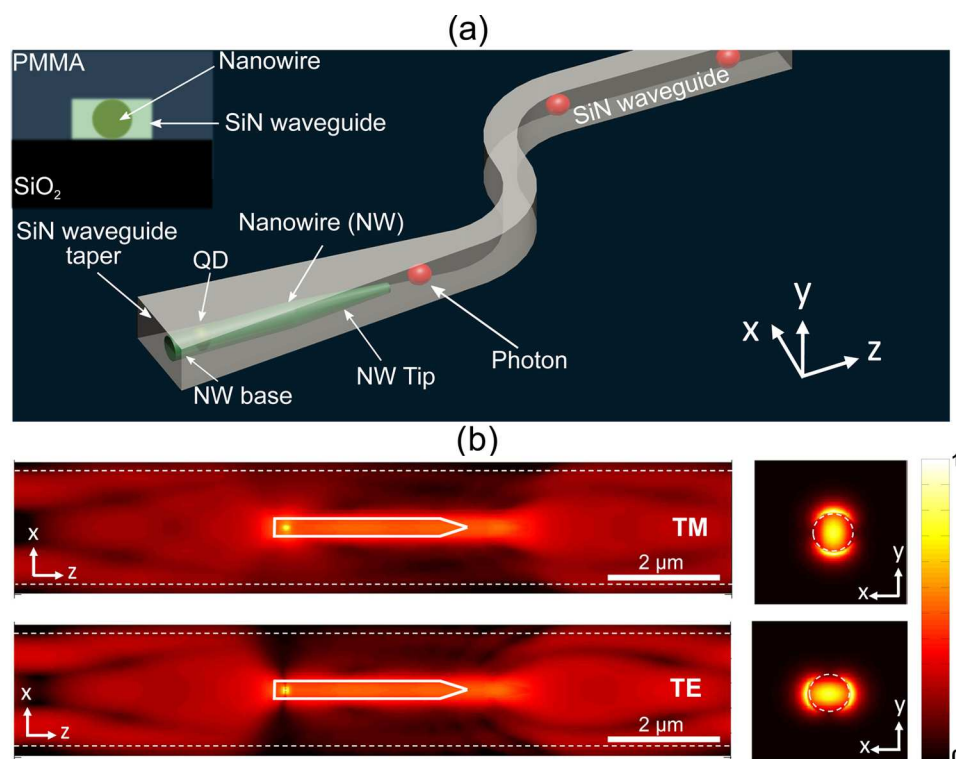 (a)
PMMA
Nanowire
SiN waveguide
SiO2
SiN waveguide
taper
QD
Nanowire (NW)
NW base
NW Tip
Photon
SiN waveguide
y
x
z
(b)
x
z
TM
2 μm
y
x
1
x
z
TE
2 μm
y
x
0